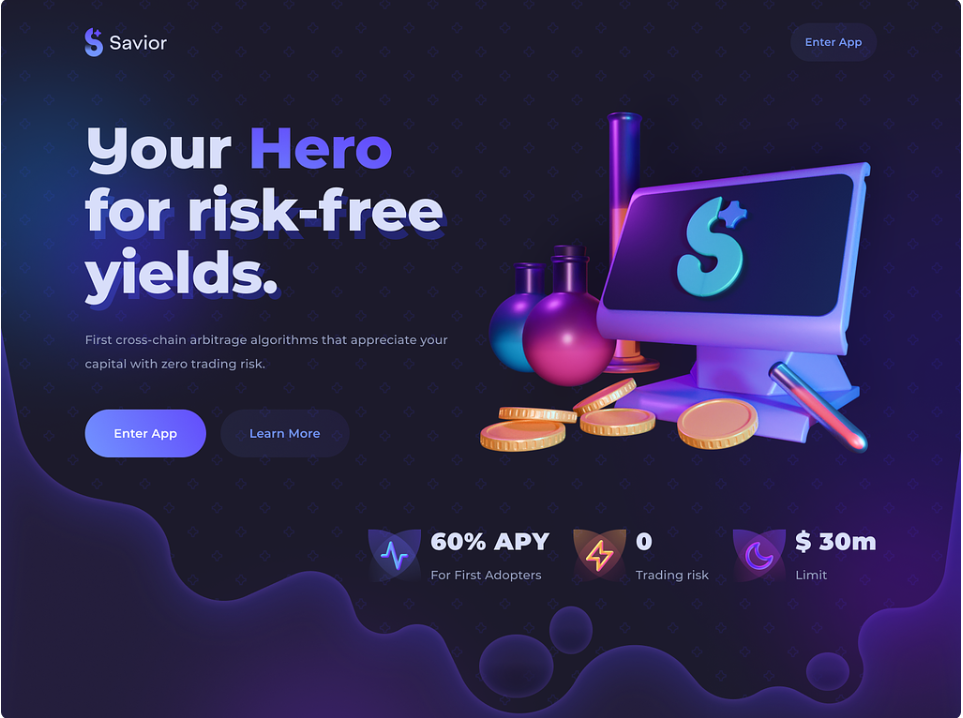 Savior
Enter App
Your Hero
for risk-free
yields.
First cross-chain arbitrage algorithms that appreciate your
capital with zero trading risk.
Enter App
Learn More
60% APY
For First Adopters
0
Trading risk
$ 30m
Limit